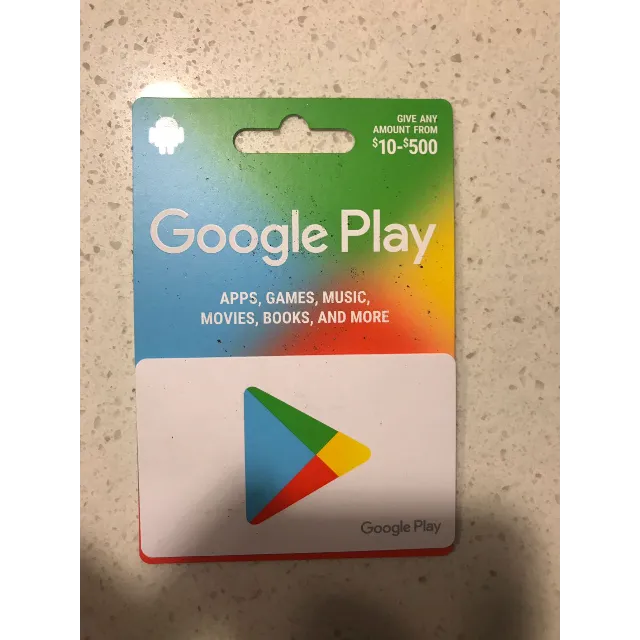 GIVE ANY
AMOUNT FROM
$10-$500
Google Play
APPS, GAMES, MUSIC,
MOVIES, BOOKS, AND MORE
Google Play